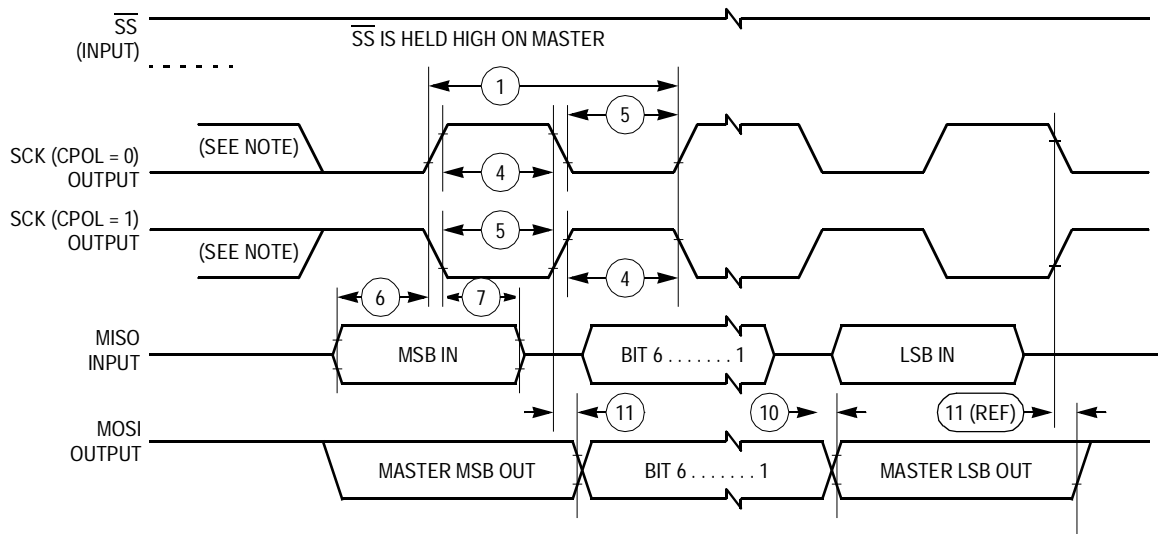 SS
(INPUT)
SS IS HELD HIGH ON MASTER
1
5
SCK (CPOL = 0)
OUTPUT
(SEE NOTE)
4
SCK (CPOL = 1)
OUTPUT
(SEE NOTE)
5
4
6
7
MISO
INPUT
MSB IN
BIT 6 . . . . . . . 1
LSB IN
11
10
11 (REF)
MOSI
OUTPUT
MASTER MSB OUT
BIT 6 . . . . . . . 1
MASTER LSB OUT